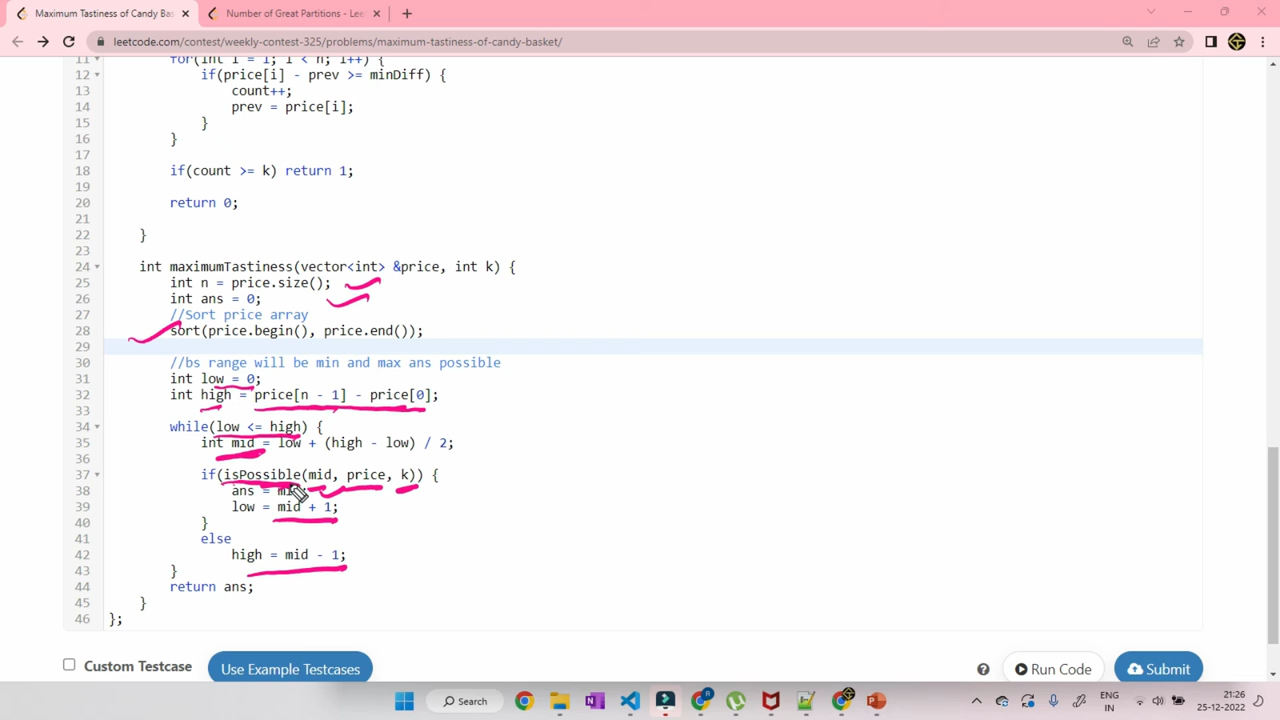 Maximum Tastiness of Candy Bas
Number of Great Partitions - Lee
leetcode.com/contest/weekly-contest-325/problems/maximum-tastiness-of-candy-basket/
11 for(int i = 1; i < n; i++) {
12 if(price[i] - prev >= minDiff) {
13 count++;
14 prev = price[i];
15 }
16 }
17
18 if(count >= k) return 1;
19
20 return 0;
21
22 }
23
24 int maximumTastiness(vector<int> &price, int k) {
25 int n = price.size();
26 int ans = 0;
27 //Sort price array
28 sort(price.begin(), price.end());
29
30 //bs range will be min and max ans possible
31 int low = 0;
32 int high = price[n - 1] - price[0];
33
34 while(low <= high) {
35 int mid = low + (high - low) / 2;
36
37 if(isPossible(mid, price, k)) {
38 ans = mid;
39 low = mid + 1;
40 }
41 else
42 high = mid - 1;
43 }
44 return ans;
45 }
46 };
Custom Testcase
Use Example Testcases
Run Code
Submit
Search
ENG
IN
21:26
25-12-2022